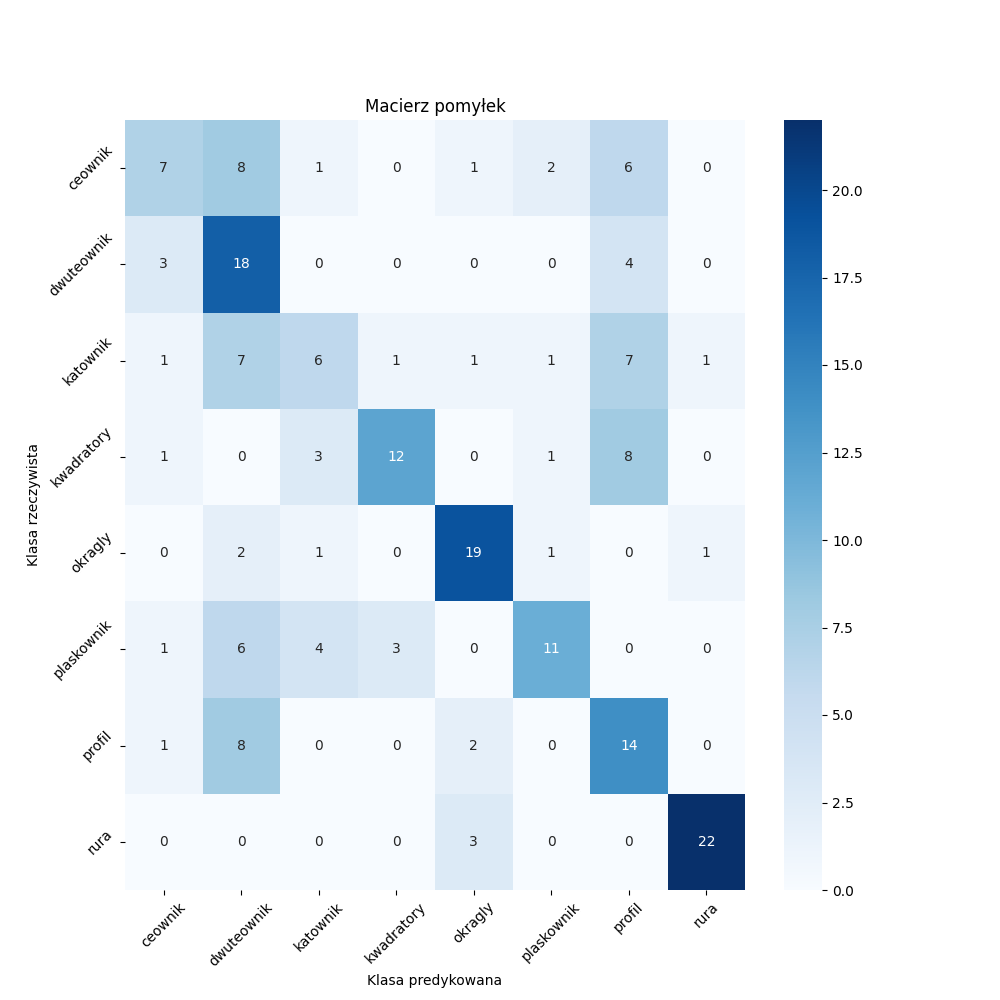 Macierz pomyłek
ceownik 7 8 1 0 1 2 6 0
dwuteownik 3 18 0 0 0 0 4 0
katownik 1 7 6 1 1 1 7 1
kwadratory 1 0 3 12 0 1 8 0
okragly 0 2 1 0 19 1 0 1
plaskownik 1 6 4 3 0 11 0 0
profil 1 8 0 0 2 0 14 0
rura 0 0 0 0 3 0 0 22
ceownik dwuteownik katownik kwadratory okragly plaskownik profil rura
Klasa predykowana
Klasa rzeczywista
20.0
17.5
15.0
12.5
10.0
7.5
5.0
2.5
0.0